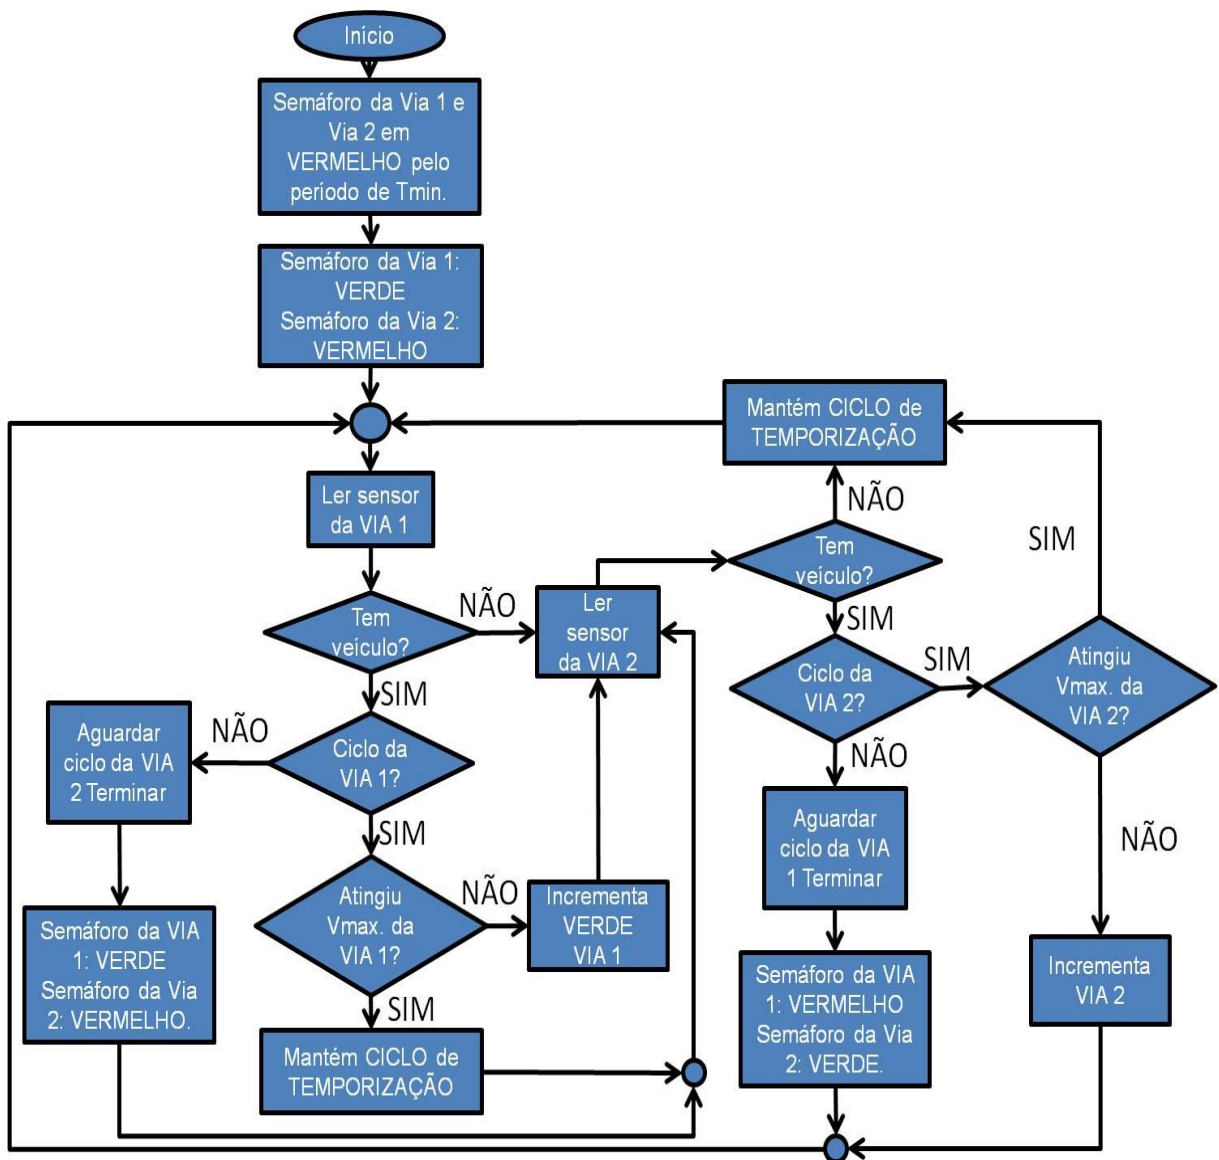 Início
Semáforo da Via 1 e
Via 2 em
VERMELHO pelo
período de Tmin.
Semáforo da Via 1:
VERDE
Semáforo da Via 2:
VERMELHO
Ler sensor
da VIA 1
Tem
veículo?
NÃO
SIM
Ciclo da
VIA 1?
NÃO
Aguardar
ciclo da VIA
2 Terminar
Semáforo da VIA
1: VERDE
Semáforo da Via
2: VERMELHO.
SIM
Atingiu
Vmax. da
VIA 1?
NÃO
Incrementa
VERDE
VIA 1
SIM
Mantém CICLO de
TEMPORIZAÇÃO
Ler
sensor
da VIA 2
Tem
veículo?
NÃO
Mantém CICLO de
TEMPORIZAÇÃO
SIM
Ciclo da
VIA 2?
SIM
Atingiu
Vmax. da
VIA 2?
SIM
NÃO
Incrementa
VIA 2
NÃO
Aguardar
ciclo da VIA
1 Terminar
Semáforo da VIA
1: VERMELHO
Semáforo da Via
2: VERDE.